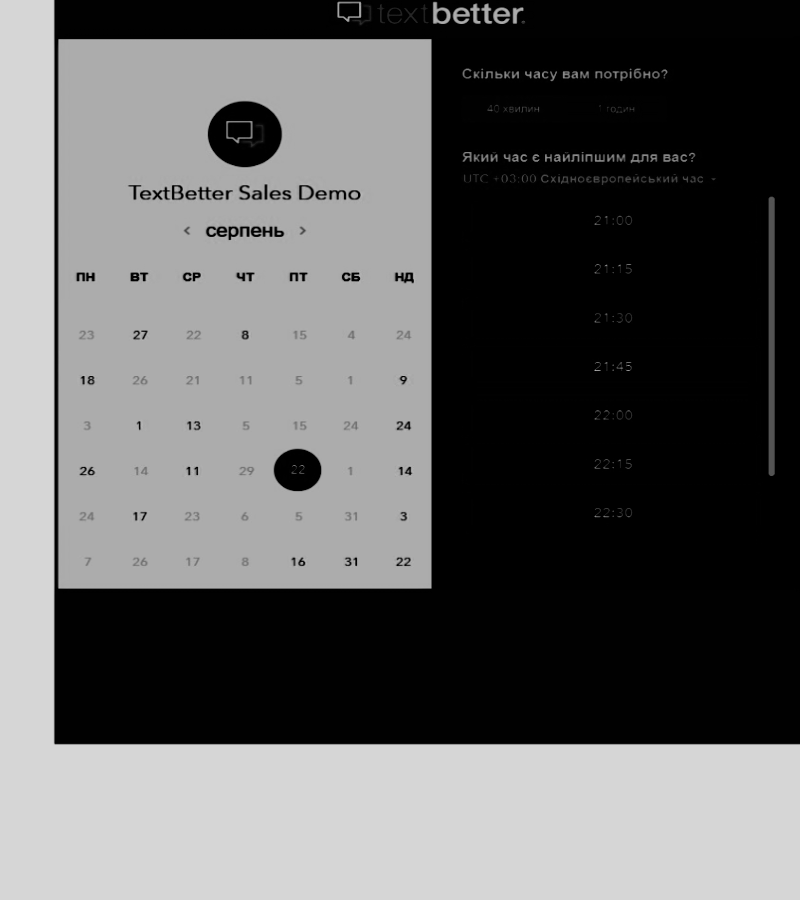 textbetter.
TextBetter Sales Demo
< серпень >
ПН ВТ СР ЧТ ПТ СБ НД
23 27 22 8 15 4 24
18 26 21 11 5 1 9
3 1 13 5 15 24 24
26 14 11 29 22 1 14
24 17 23 6 5 31 3
7 26 17 8 16 31 22
Скільки часу вам потрібно?
40 хвилин 1 годин
Який час є найліпшим для вас?
UTC +03:00 Східноєвропейський час
21:00
21:15
21:30
21:45
22:00
22:15
22:30